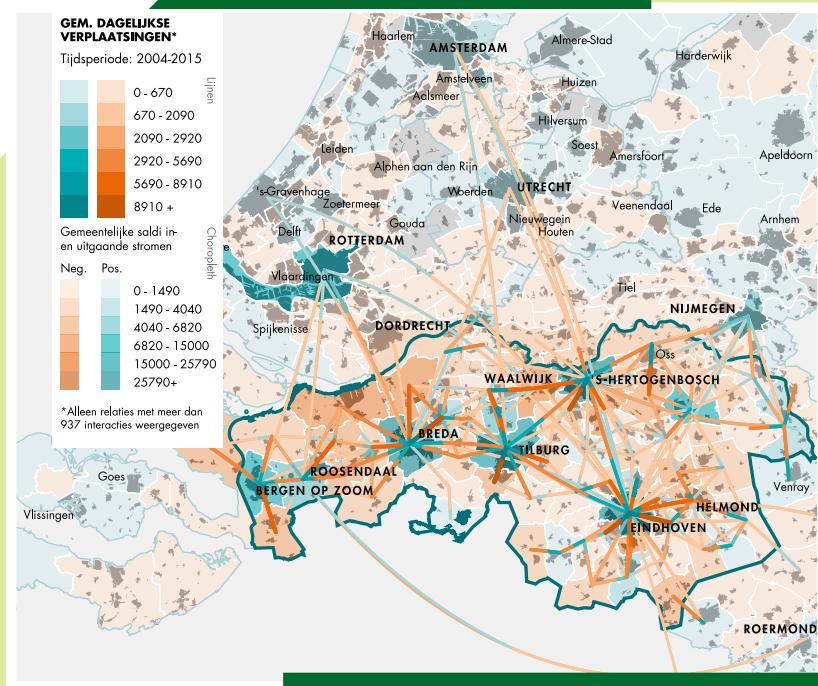 GEM. DAGELIJKSE
VERPLAATSINGEN*
Tijdsperiode: 2004-2015
Lijnen
0 - 670
670 - 2090
2090 - 2920
2920 - 5690
5690 - 8910
8910 +
Gemeentelijke saldi in-
en uitgaande stromen
Choropleth
Neg. Pos.
0 - 1490
1490 - 4040
4040 - 6820
6820 - 15000
15000 - 25790
25790+
*Alleen relaties met meer dan
937 interacties weergegeven
Haarlem
AMSTERDAM
Almere-Stad
Harderwijk
Amstelveen
Aalsmeer
Huizen
Hilversum
Leiden
Soest
Amersfoort
Apeldoorn
Alphen aan den Rijn
's-Gravenhage
Woerden
UTRECHT
Zoetermeer
Veenendaal
Ede
Gouda
Nieuwegein
Arnhem
Delft
Houten
ROTTERDAM
e
Vlaardingen
Tiel
NIJMEGEN
Spijkenisse
DORDRECHT
Oss
WAALWIJK
'S-HERTOGENBOSCH
BREDA
TILBURG
ROOSENDAAL
Goes
BERGEN OP ZOOM
Venray
HELMOND
Vlissingen
EINDHOVEN
ROERMOND